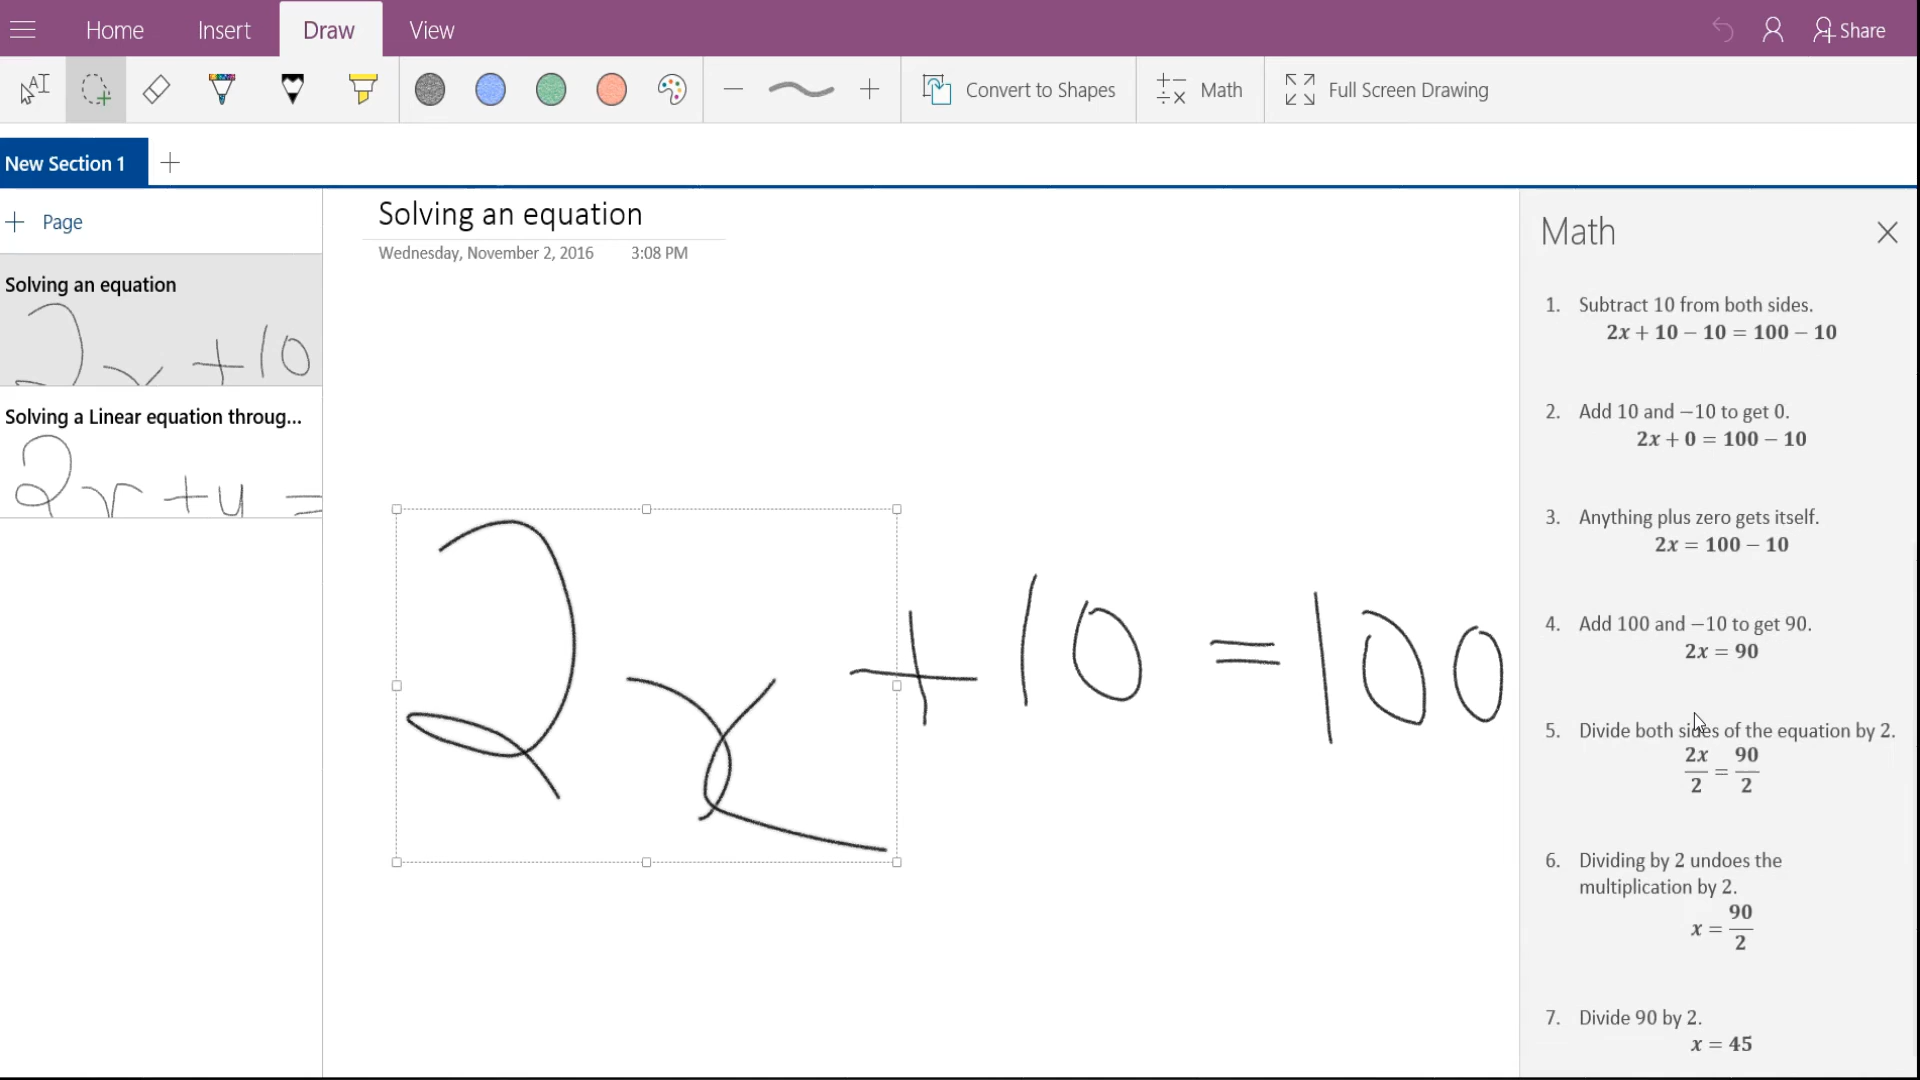 Home Insert Draw View Share
Convert to Shapes Math Full Screen Drawing
New Section 1
Page
Solving an equation
2x +10
Solving a Linear equation throug...
2x +y =
Solving an equation
Wednesday, November 2, 2016 3:08 PM
2x +10 =100
Math
1. Subtract 10 from both sides.
2x + 10 − 10 = 100 − 10
2. Add 10 and −10 to get 0.
2x + 0 = 100 − 10
3. Anything plus zero gets itself.
2x = 100 − 10
4. Add 100 and −10 to get 90.
2x = 90
5. Divide both sides of the equation by 2.
2x/2 = 90/2
6. Dividing by 2 undoes the
multiplication by 2.
x = 90/2
7. Divide 90 by 2.
x = 45